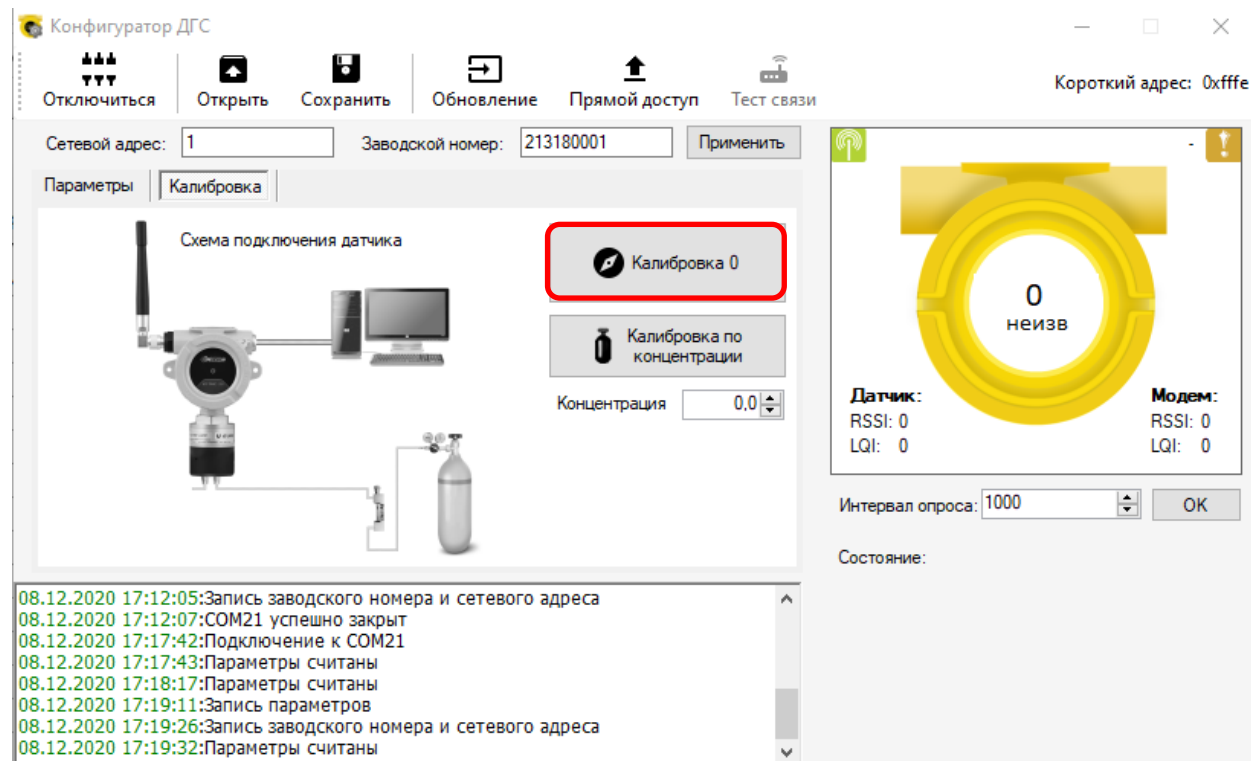 Конфигуратор ДГС
Отключиться
Открыть
Сохранить
Обновление
Прямой доступ
Тест связи
Короткий адрес: 0xfffe
Сетевой адрес: 1
Заводской номер: 213180001
Применить
Параметры
Калибровка
Схема подключения датчика
Калибровка 0
Калибровка по
концентрации
Концентрация 0,0
-
0
неизв
Датчик:
RSSI: 0
LQI: 0
Модем:
RSSI: 0
LQI: 0
Интервал опроса: 1000
OK
Состояние:
08.12.2020 17:12:05:Запись заводского номера и сетевого адреса
08.12.2020 17:12:07:COM21 успешно закрыт
08.12.2020 17:17:42:Подключение к COM21
08.12.2020 17:17:43:Параметры считаны
08.12.2020 17:18:17:Параметры считаны
08.12.2020 17:19:11:Запись параметров
08.12.2020 17:19:26:Запись заводского номера и сетевого адреса
08.12.2020 17:19:32:Параметры считаны